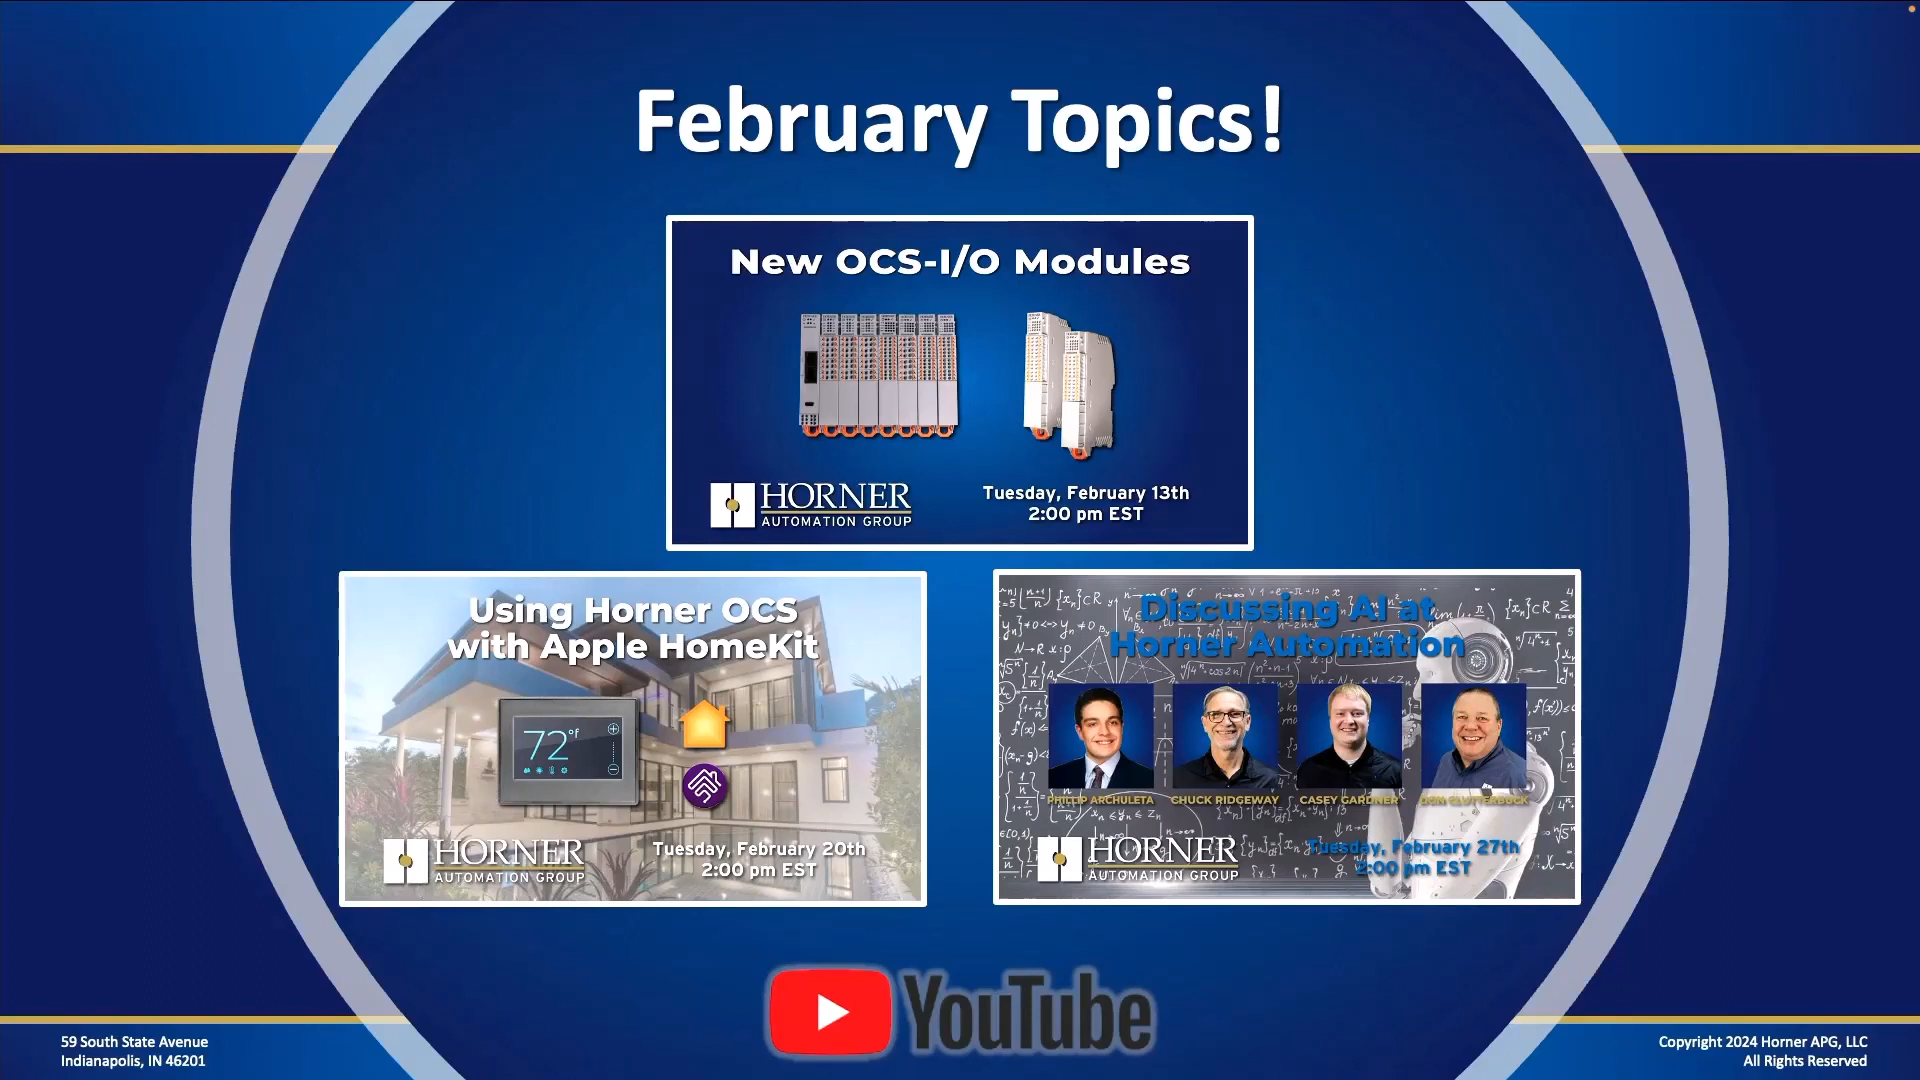 February Topics!
New OCS-I/O Modules
HORNER
AUTOMATION GROUP
Tuesday, February 13th
2:00 pm EST
Using Horner OCS
with Apple HomeKit
72°F
HORNER
AUTOMATION GROUP
Tuesday, February 20th
2:00 pm EST
Discussing AI at
Horner Automation
PHILLIP ARCHULETA
CHUCK RIDGEWAY
CASEY GARDNER
DON CLUTTERBUCK
HORNER
AUTOMATION GROUP
Tuesday, February 27th
2:00 pm EST
YouTube
59 South State Avenue
Indianapolis, IN 46201
Copyright 2024 Horner APG, LLC
All Rights Reserved